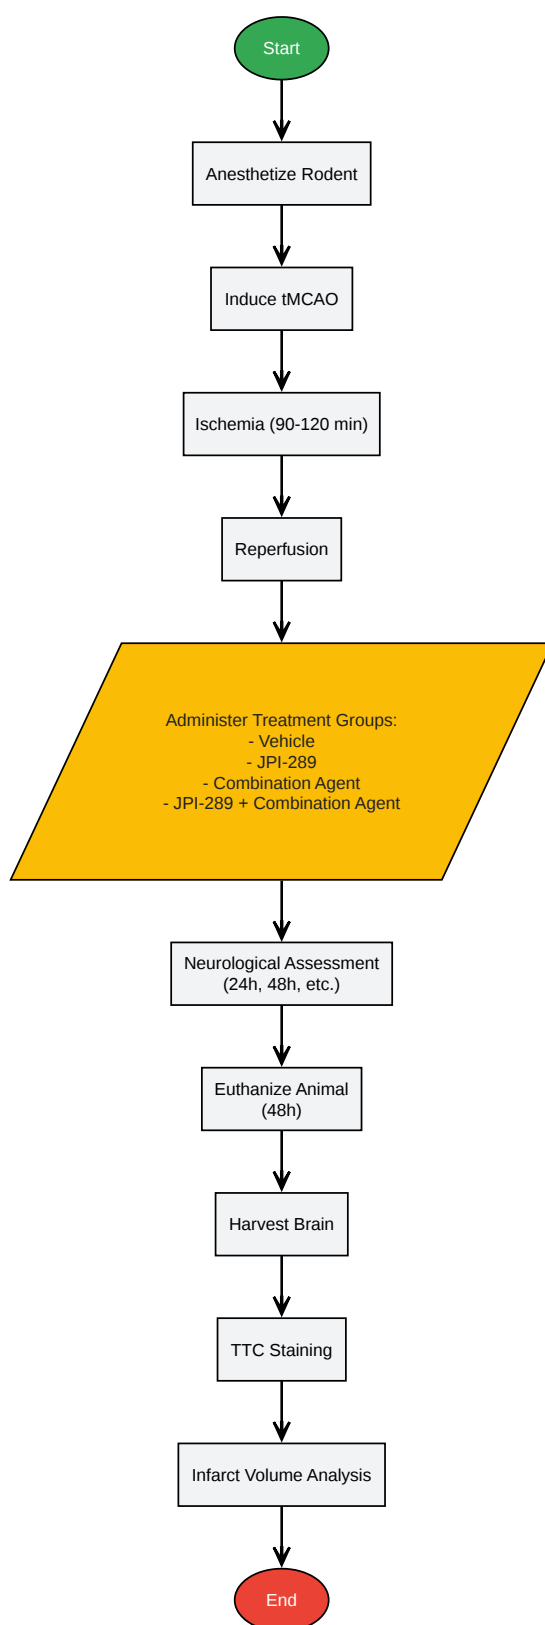 Start
Anesthetize Rodent
Induce tMCAO
Ischemia (90-120 min)
Reperfusion
Administer Treatment Groups:
- Vehicle
- JPI-289
- Combination Agent
- JPI-289 + Combination Agent
Neurological Assessment
(24h, 48h, etc.)
Euthanize Animal
(48h)
Harvest Brain
TTC Staining
Infarct Volume Analysis
End